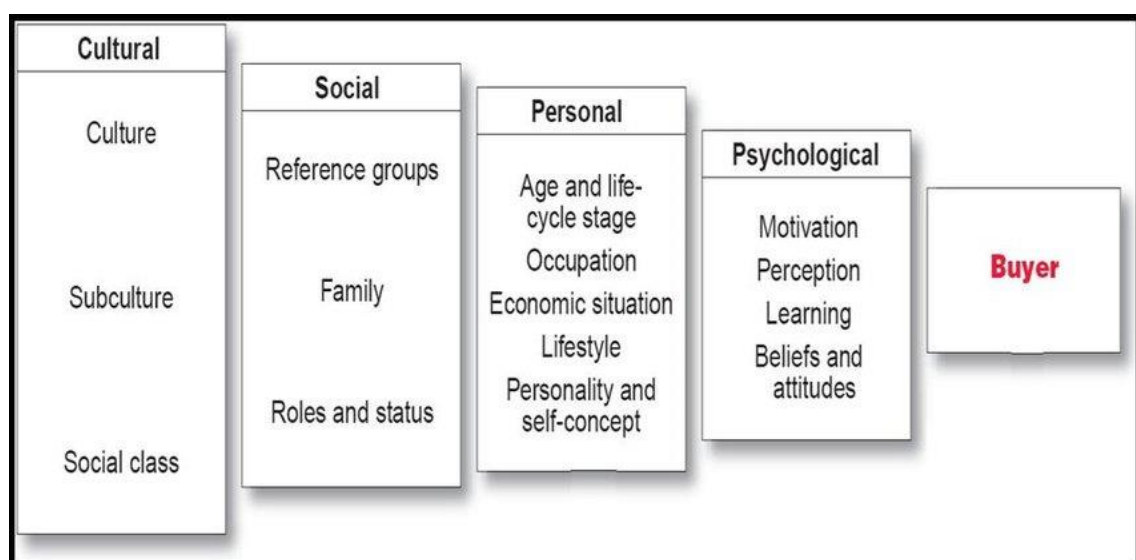 Cultural
Culture
Subculture
Social class
Social
Reference groups
Family
Roles and status
Personal
Age and life-
cycle stage
Occupation
Economic situation
Lifestyle
Personality and
self-concept
Psychological
Motivation
Perception
Learning
Beliefs and
attitudes
Buyer